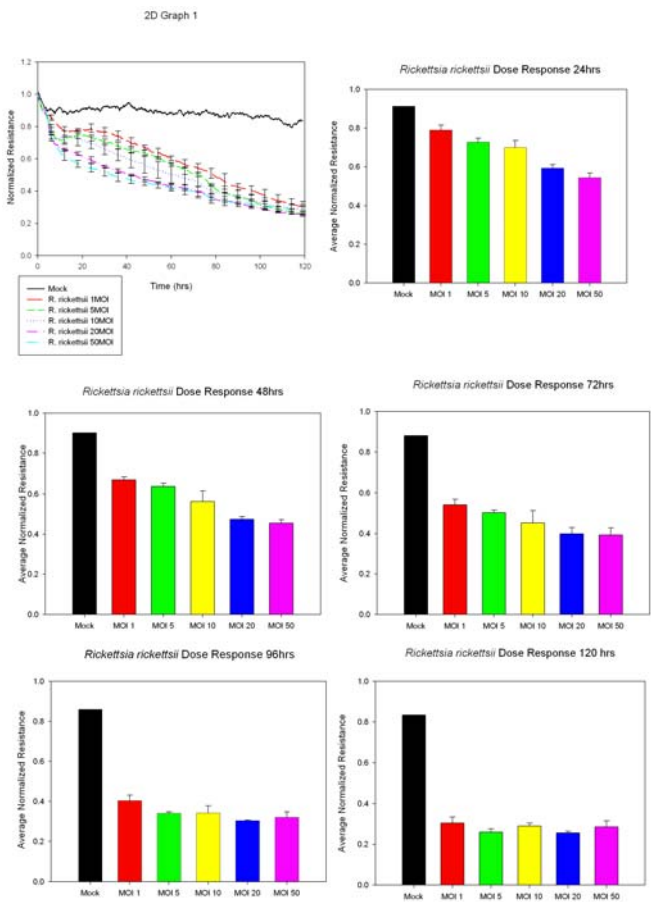 2D Graph 1
1.2
1.0
0.8
0.6
0.4
0.2
0.0
Normalized Resistance
0 20 40 60 80 100 120
Time (hrs)
Mock
R. rickettsii 1MOI
R. rickettsii 5MOI
R. rickettsii 10MOI
R. rickettsii 20MOI
R. rickettsii 50MOI
Rickettsia rickettsii Dose Response 24hrs
1.0
0.8
0.6
0.4
0.2
0.0
Average Normalized Resistance
Mock MOI 1 MOI 5 MOI 10 MOI 20 MOI 50
Rickettsia rickettsii Dose Response 48hrs
1.0
0.8
0.6
0.4
0.2
0.0
Average Normalized Resistance
Mock MOI 1 MOI 5 MOI 10 MOI 20 MOI 50
Rickettsia rickettsii Dose Response 72hrs
1.0
0.8
0.6
0.4
0.2
0.0
Average Normalized Resistance
Mock MOI 1 MOI 5 MOI 10 MOI 20 MOI 50
Rickettsia rickettsii Dose Response 96hrs
1.0
0.8
0.6
0.4
0.2
0.0
Average Normalized Resistance
Mock MOI 1 MOI 5 MOI 10 MOI 20 MOI 50
Rickettsia rickettsii Dose Response 120 hrs
1.0
0.8
0.6
0.4
0.2
0.0
Average Normalized Resistance
Mock MOI 1 MOI 5 MOI 10 MOI 20 MOI 50